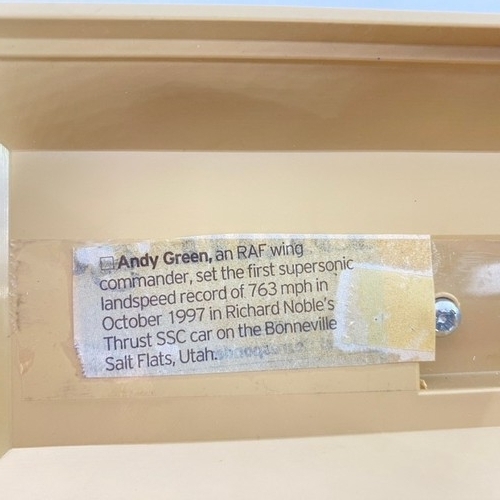 ☐Andy Green, an RAF wing
commander, set the first supersonic
landspeed record of 763 mph in
October 1997 in Richard Noble's
Thrust SSC car on the Bonneville
Salt Flats, Utah.